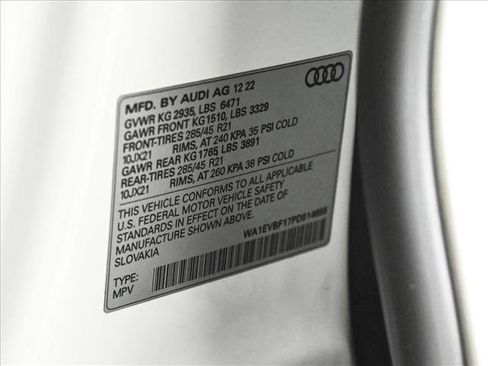 MFD. BY AUDI AG 12 22
GVWR KG 2935, LBS 6471
GAWR FRONT KG 1510, LBS 3329
FRONT-TIRES 285/45 R21
10JX21 RIMS, AT 240 KPA 35 PSI COLD
GAWR REAR KG 1765, LBS 3891
REAR-TIRES 285/45 R21
10JX21 RIMS, AT 260 KPA 38 PSI COLD
THIS VEHICLE CONFORMS TO ALL APPLICABLE
U.S. FEDERAL MOTOR VEHICLE SAFETY
STANDARDS IN EFFECT ON THE DATE OF
MANUFACTURE SHOWN ABOVE.
SLOVAKIA
TYPE:
MPV